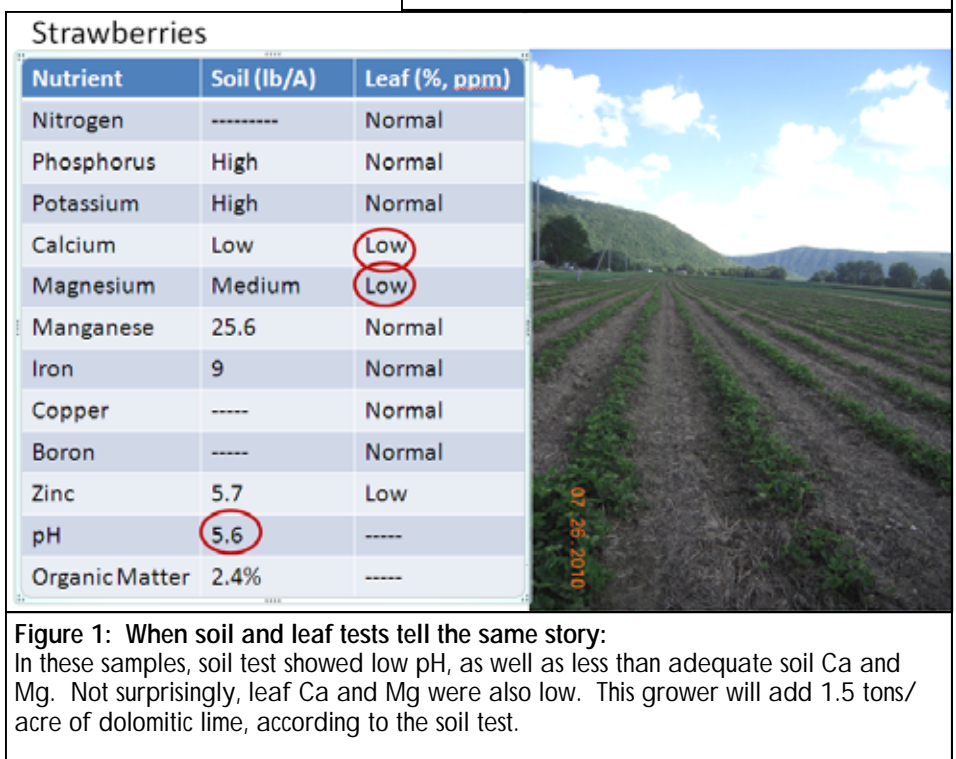 Strawberries
Nutrient Soil (lb/A) Leaf (%, ppm)
Nitrogen --------- Normal
Phosphorus High Normal
Potassium High Normal
Calcium Low Low
Magnesium Medium Low
Manganese 25.6 Normal
Iron 9 Normal
Copper ----- Normal
Boron ----- Normal
Zinc 5.7 Low
pH 5.6 -----
Organic Matter 2.4% -----
07.26.2010
Figure 1: When soil and leaf tests tell the same story:
In these samples, soil test showed low pH, as well as less than adequate soil Ca and
Mg. Not surprisingly, leaf Ca and Mg were also low. This grower will add 1.5 tons/
acre of dolomitic lime, according to the soil test.